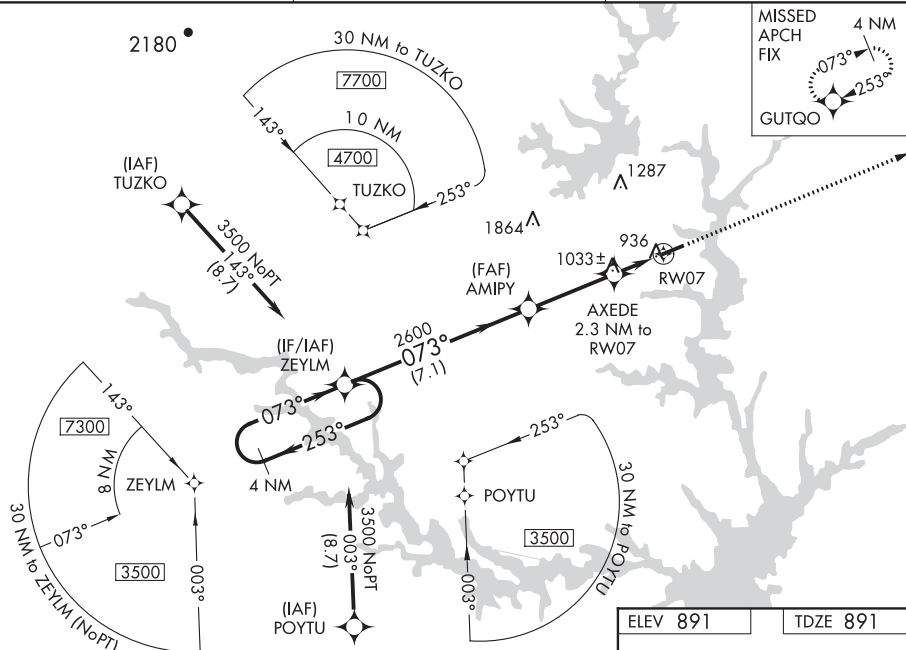 2180
30 NM to TUZKO
7700
143°
10 NM
4700
TUZKO
253°
MISSED
APCH
FIX
4 NM
073°
253°
GUTQO
(IAF)
TUZKO
3500 NoPT
143°
(8.7)
1287
1864
936
1033±
RW07
(FAF)
AMIPY
AXEDE
2.3 NM to
RW07
(IF/IAF)
ZEYLM
2600
073°
(7.1)
073°
253°
4 NM
143°
7300
8 NM
ZEYLM
073°
3500
003°
30 NM to ZEYLM (NoPT)
3500 NoPT
003°
(8.7)
(IAF)
POYTU
253°
POYTU
3500
003°
30 NM to POYTU
ELEV 891
TDZE 891